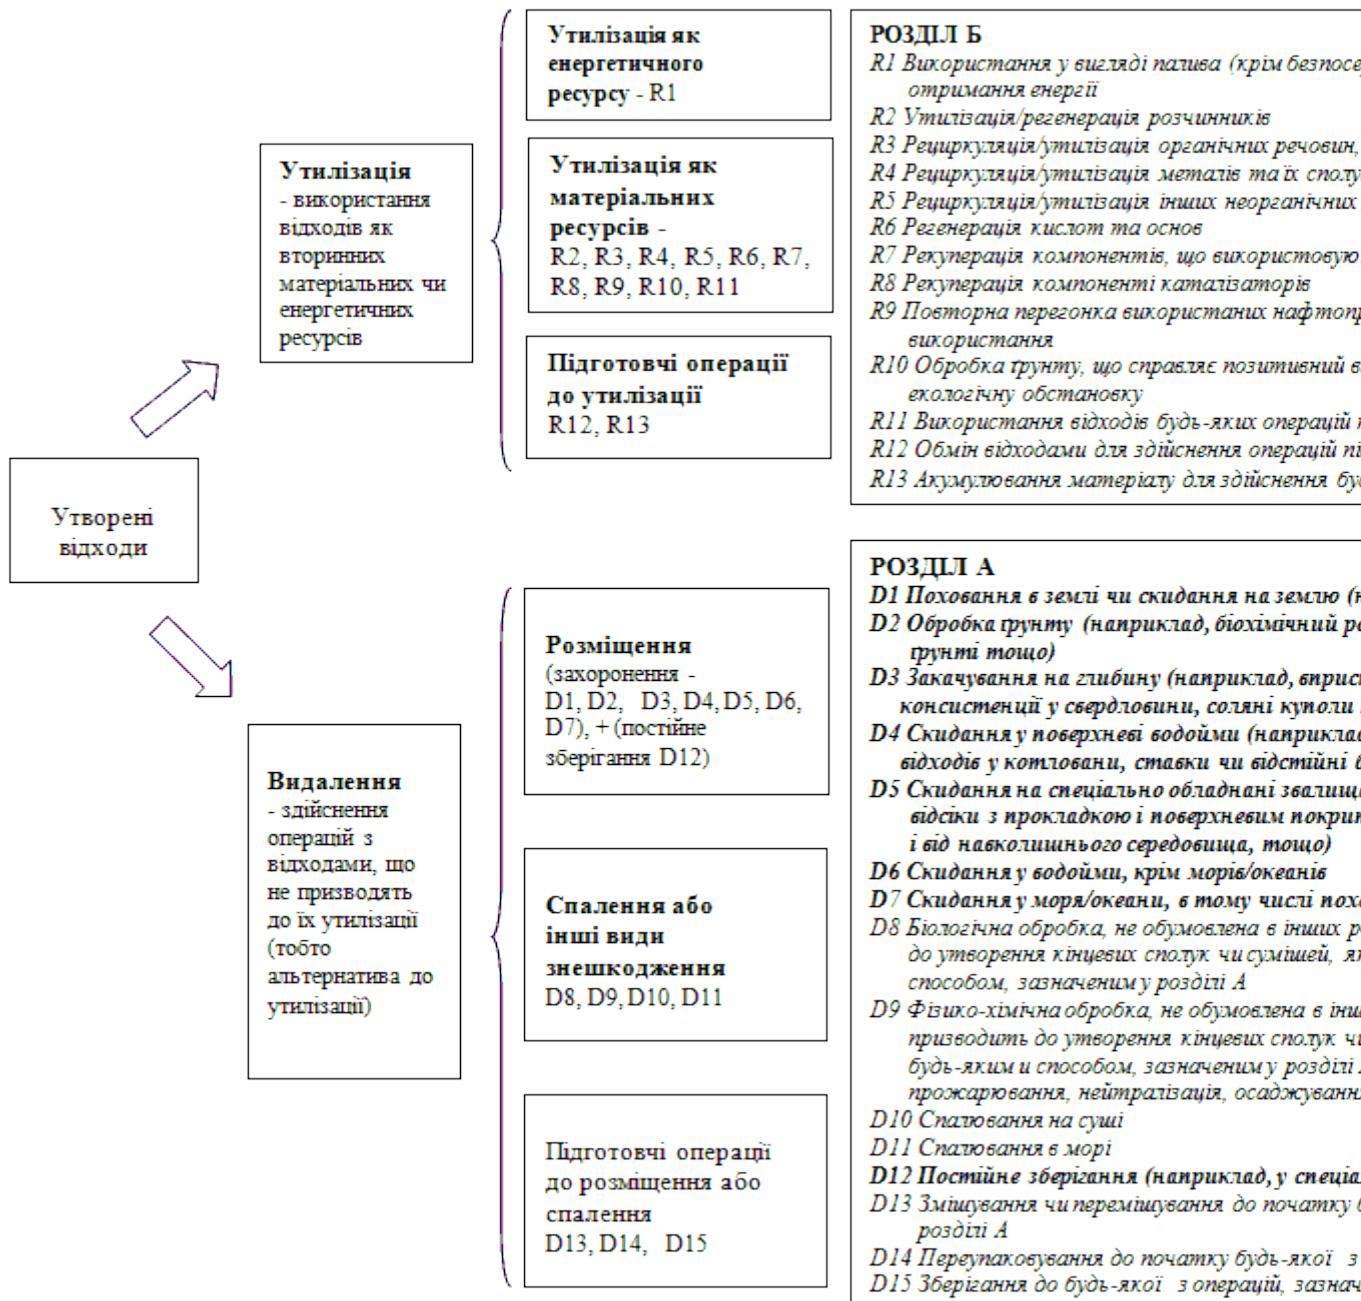 Утворені
відходи
Утилізація
- використання
відходів як
вторинних
матеріальних чи
енергетичних
ресурсів
Утилізація як
енергетичного
ресурсу - R1
Утилізація як
матеріальних
ресурсів -
R2, R3, R4, R5, R6, R7,
R8, R9, R10, R11
Підготовчі операції
до утилізації
R12, R13
РОЗДІЛ Б
R1 Використання у вигляді палива (крім
отримання енергії
R2 Утилізація/регенерація розчинників
R3 Рециркуляція/утилізація органічних речовин,
R4 Рециркуляція/утилізація металів та їх
R5 Рециркуляція/утилізація інших неорганічних
R6 Регенерація кислот та основ
R7 Рекуперація компонентів, що
R8 Рекуперація компоненті каталізаторів
R9 Повторна перегонка використаних
використання
R10 Обробка ґрунту, що справляє позитивний
екологічну обстановку
R11 Використання відходів будь-яких операцій
R12 Обмін відходами для здійснення операцій
R13 Акумулювання матеріалу для здійснення
Видалення
- здійснення
операцій з
відходами, що
не призводять
до їх утилізації
(тобто
альтернатива до
утилізації)
Розміщення
(захоронення -
D1, D2, D3, D4, D5, D6,
D7), + (постійне
зберігання D12)
Спалення або
інші види
знешкодження
D8, D9, D10, D11
Підготовчі операції
до розміщення або
спалення
D13, D14, D15
РОЗДІЛ А
D1 Поховання в землі чи скидання на землю
D2 Обробка ґрунту (наприклад, біохімічний
ґрунті тощо)
D3 Закачування на глибину (наприклад,
консистенції у свердловини, соляні куполи
D4 Скидання у поверхневі водойми
відходів у котловани, ставки чи відстійні
D5 Скидання на спеціально обладнані
відсіки з прокладкою і поверхневим
і від навколишнього середовища, тощо)
D6 Скидання у водойми, крім морів/океанів
D7 Скидання у моря/океани, в тому числі
D8 Біологічна обробка, не обумовлена в інших
до утворення кінцевих сполук чи сумішей,
способом, зазначеним у розділі А
D9 Фізико-хімічна обробка, не обумовлена в
призводить до утворення кінцевих сполук
будь-яким и способом, зазначеним у розділі
прожарювання, нейтралізація,
D10 Спалювання на суші
D11 Спалювання в морі
D12 Постійне зберігання (наприклад, у
D13 Змішування чи перемішування до початку
розділі А
D14 Переупаковування до початку будь-якої з
D15 Зберігання до будь-якої з операцій,